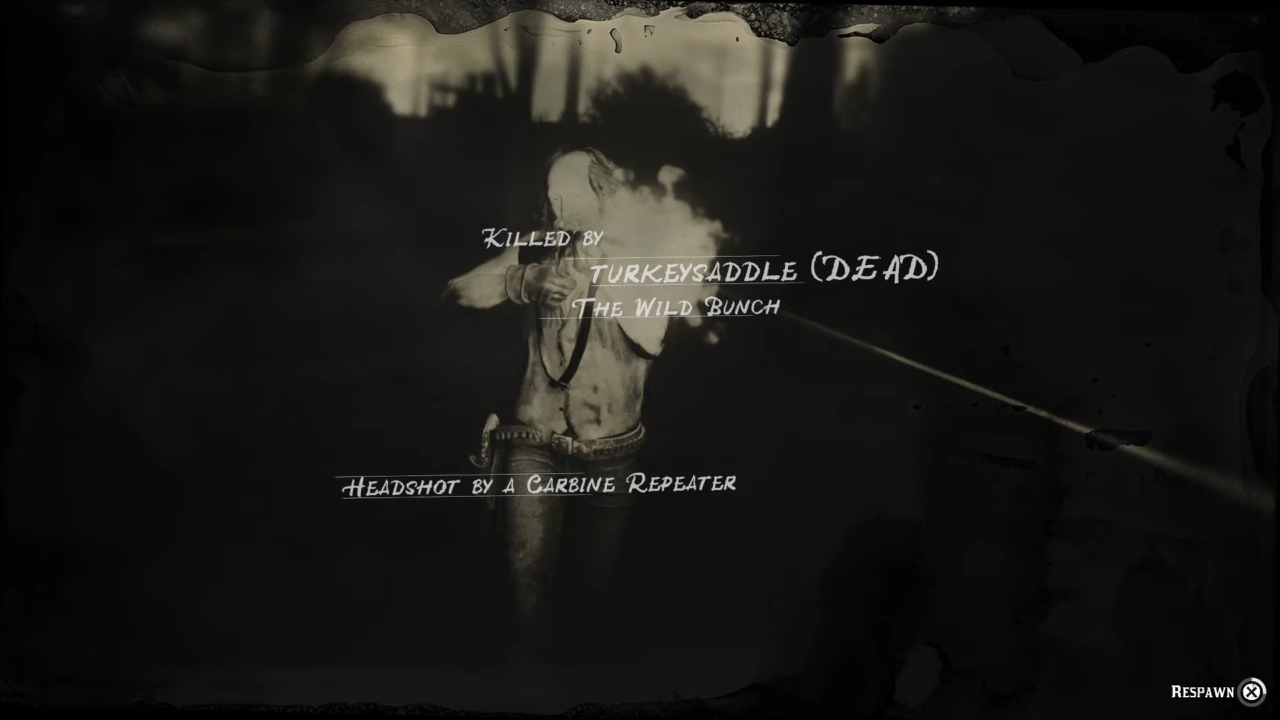 Killed by
TURKEYSADDLE (DEAD)
The Wild Bunch
Headshot by a Carbine Repeater
Respawn